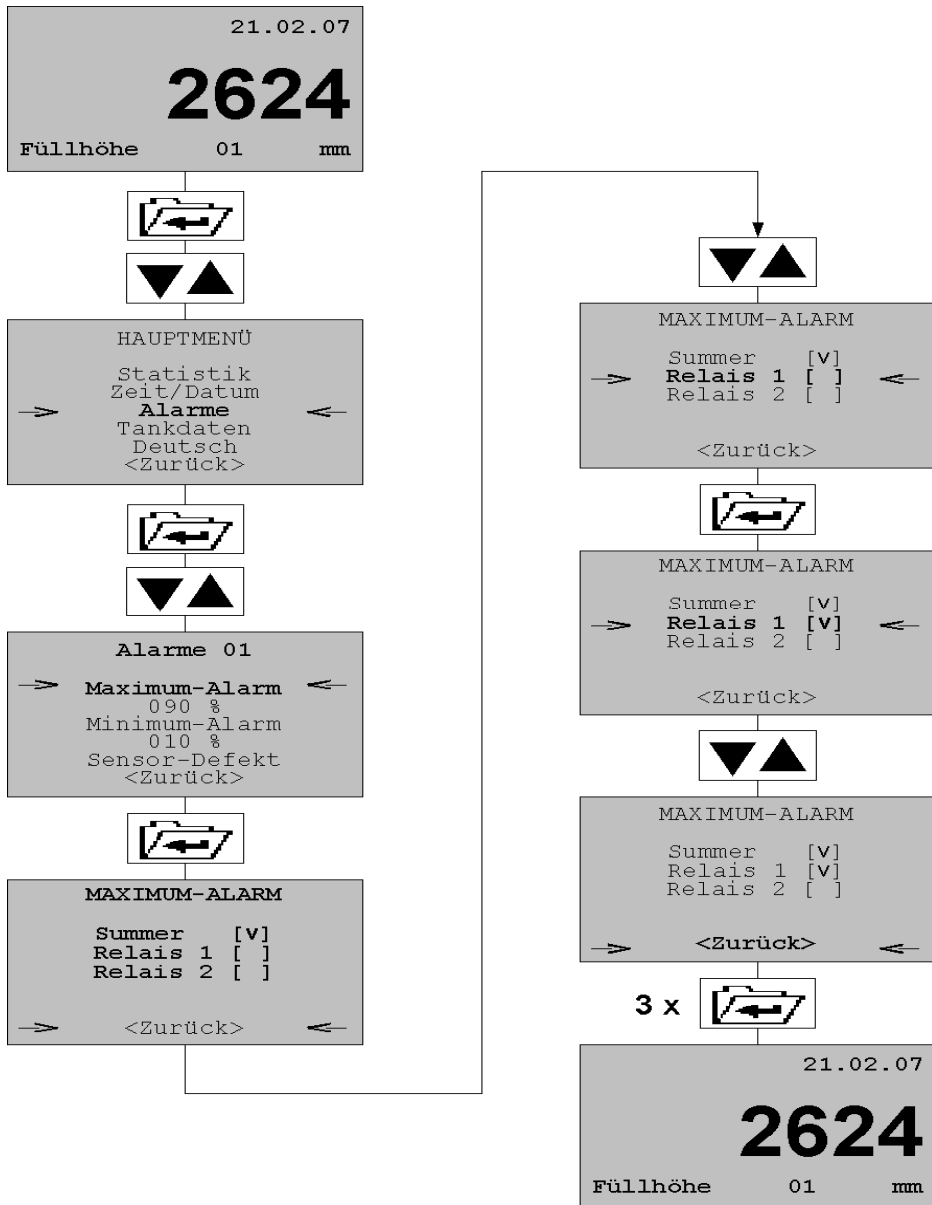 21.02.07
2624
Füllhöhe 01 mm
HAUPTMENÜ
Statistik
Zeit/Datum
Alarme
Tankdaten
Deutsch
<Zurück>
Alarme 01
Maximum-Alarm
090 %
Minimum-Alarm
010 %
Sensor-Defekt
<Zurück>
MAXIMUM-ALARM
Summer [v]
Relais 1 [ ]
Relais 2 [ ]
<Zurück>
MAXIMUM-ALARM
Summer [v]
Relais 1 [ ]
Relais 2 [ ]
<Zurück>
MAXIMUM-ALARM
Summer [v]
Relais 1 [v]
Relais 2 [ ]
<Zurück>
MAXIMUM-ALARM
Summer [v]
Relais 1 [v]
Relais 2 [ ]
<Zurück>
3 x
21.02.07
2624
Füllhöhe 01 mm